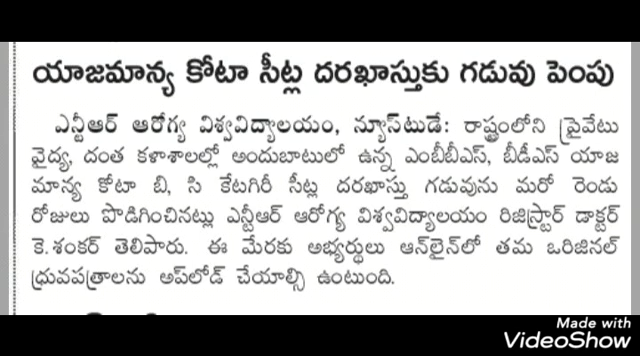 యాజమాన్య కోటా సీట్ల దరఖాస్తుకు గడువు పెంపు
ఎన్టీఆర్ ఆరోగ్య విశ్వవిద్యాలయం, న్యూస్‌టుడే: రాష్ట్రంలోని ప్రైవేటు
వైద్య, దంత కళాశాలల్లో అందుబాటులో ఉన్న ఎంబీబీఎస్, బీడీఎస్ యాజ
మాన్య కోటా బి, సి కేటగిరీ సీట్ల దరఖాస్తు గడువును మరో రెండు
రోజులు పొడిగించినట్లు ఎన్టీఆర్ ఆరోగ్య విశ్వవిద్యాలయం రిజిస్ట్రార్ డాక్టర్
కె.శంకర్ తెలిపారు. ఈ మేరకు అభ్యర్థులు ఆన్‌లైన్‌లో తమ ఒరిజినల్
ధ్రువపత్రాలను అప్‌లోడ్ చేయాల్సి ఉంటుంది.
Made with
VideoShow